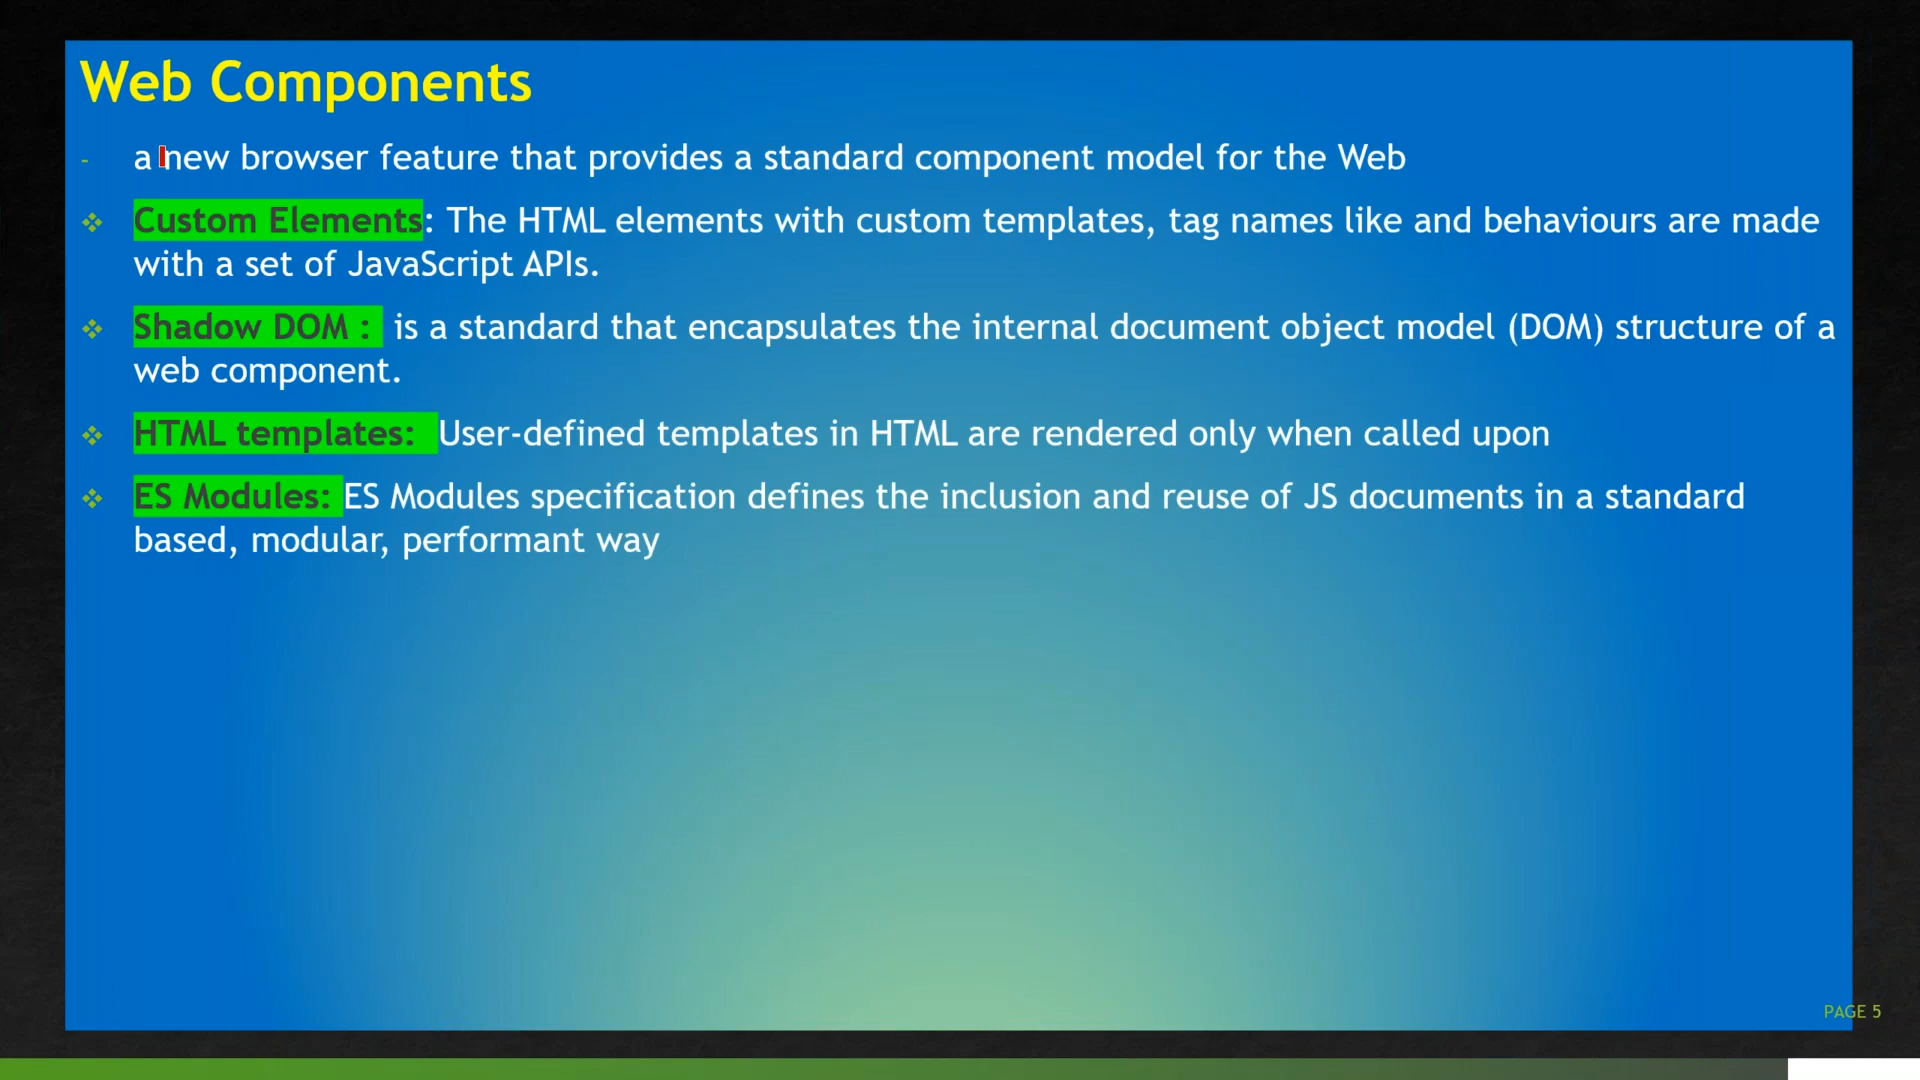 Web Components
- a new browser feature that provides a standard component model for the Web
❖ Custom Elements: The HTML elements with custom templates, tag names like and behaviours are made
with a set of JavaScript APIs.
❖ Shadow DOM : is a standard that encapsulates the internal document object model (DOM) structure of a
web component.
❖ HTML templates: User-defined templates in HTML are rendered only when called upon
❖ ES Modules: ES Modules specification defines the inclusion and reuse of JS documents in a standard
based, modular, performant way
PAGE 5